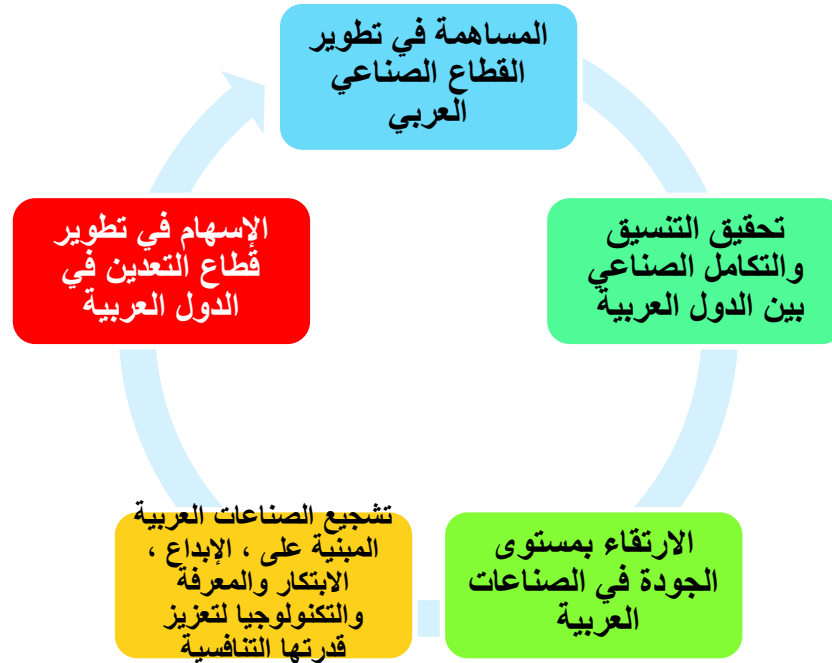 المساهمة في تطوير
القطاع الصناعي
العربي
تحقيق التنسيق
والتكامل الصناعي
بين الدول العربية
الارتقاء بمستوى
الجودة في الصناعات
العربية
تشجيع الصناعات العربية
المبنية على ، الإبداع ،
الابتكار والمعرفة
والتكنولوجيا لتعزيز
قدرتها التنافسية
الإسهام في تطوير
قطاع التعدين في
الدول العربية